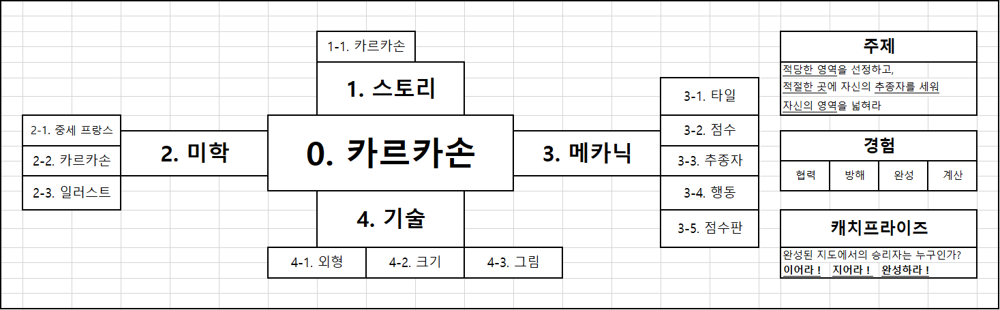 1-1. 카르카손
1. 스토리
2-1. 중세 프랑스
2-2. 카르카손
2-3. 일러스트
2. 미학
0. 카르카손
3. 메카닉
3-1. 타일
3-2. 점수
3-3. 추종자
3-4. 행동
3-5. 점수판
4. 기술
4-1. 외형
4-2. 크기
4-3. 그림
주제
적당한 영역을 선정하고,
적절한 곳에 자신의 추종자를 세워
자신의 영역을 넓혀라
경험
협력 방해 완성 계산
캐치프라이즈
완성된 지도에서의 승리자는 누구인가?
이어라 ! 지어라 ! 완성하라 !